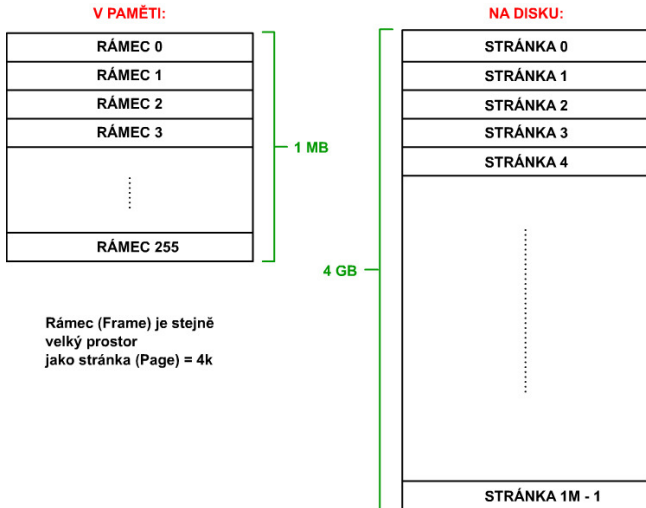 V PAMĚTI:
RÁMEC 0
RÁMEC 1
RÁMEC 2
RÁMEC 3
RÁMEC 255
1 MB
Rámec (Frame) je stejně
velký prostor
jako stránka (Page) = 4k
NA DISKU:
STRÁNKA 0
STRÁNKA 1
STRÁNKA 2
STRÁNKA 3
STRÁNKA 4
4 GB
STRÁNKA 1M - 1